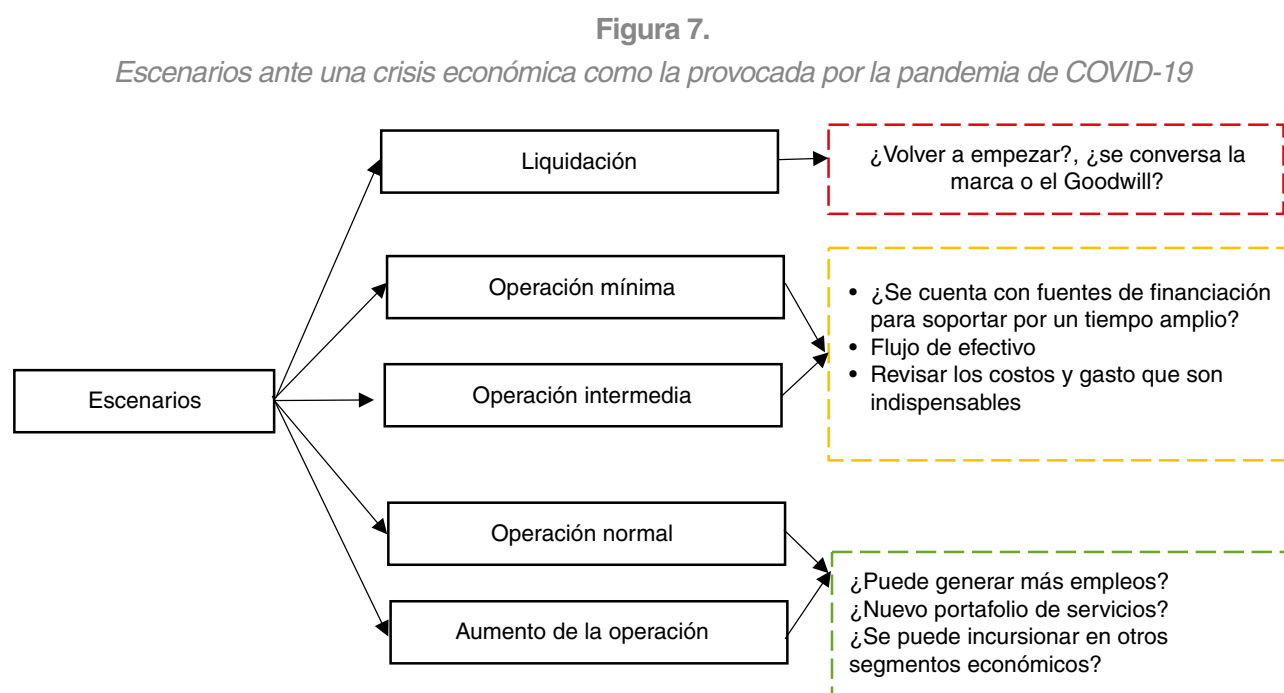 Figura 7.
Escenarios ante una crisis económica como la provocada por la pandemia de COVID-19
Liquidación
¿Volver a empezar?, ¿se conversa la
marca o el Goodwill?
Operación mínima
• ¿Se cuenta con fuentes de financiación
para soportar por un tiempo amplio?
• Flujo de efectivo
• Revisar los costos y gasto que son
indispensables
Escenarios
Operación intermedia
Operación normal
Aumento de la operación
¿Puede generar más empleos?
¿Nuevo portafolio de servicios?
¿Se puede incursionar en otros
segmentos económicos?